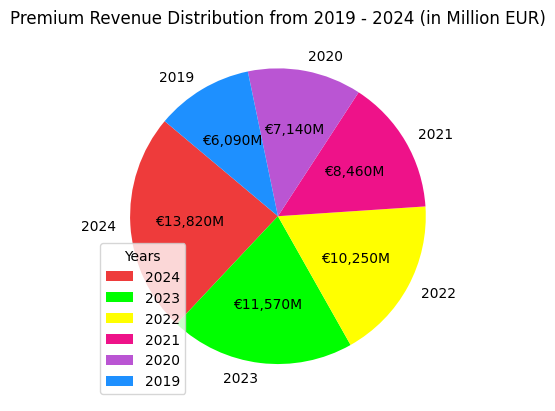 Premium Revenue Distribution from 2019 - 2024 (in Million EUR)
2020
2019
2021
€7,140M
€6,090M
€8,460M
2024
€13,820M
€10,250M
2022
€11,570M
2023
Years
2024
2023
2022
2021
2020
2019